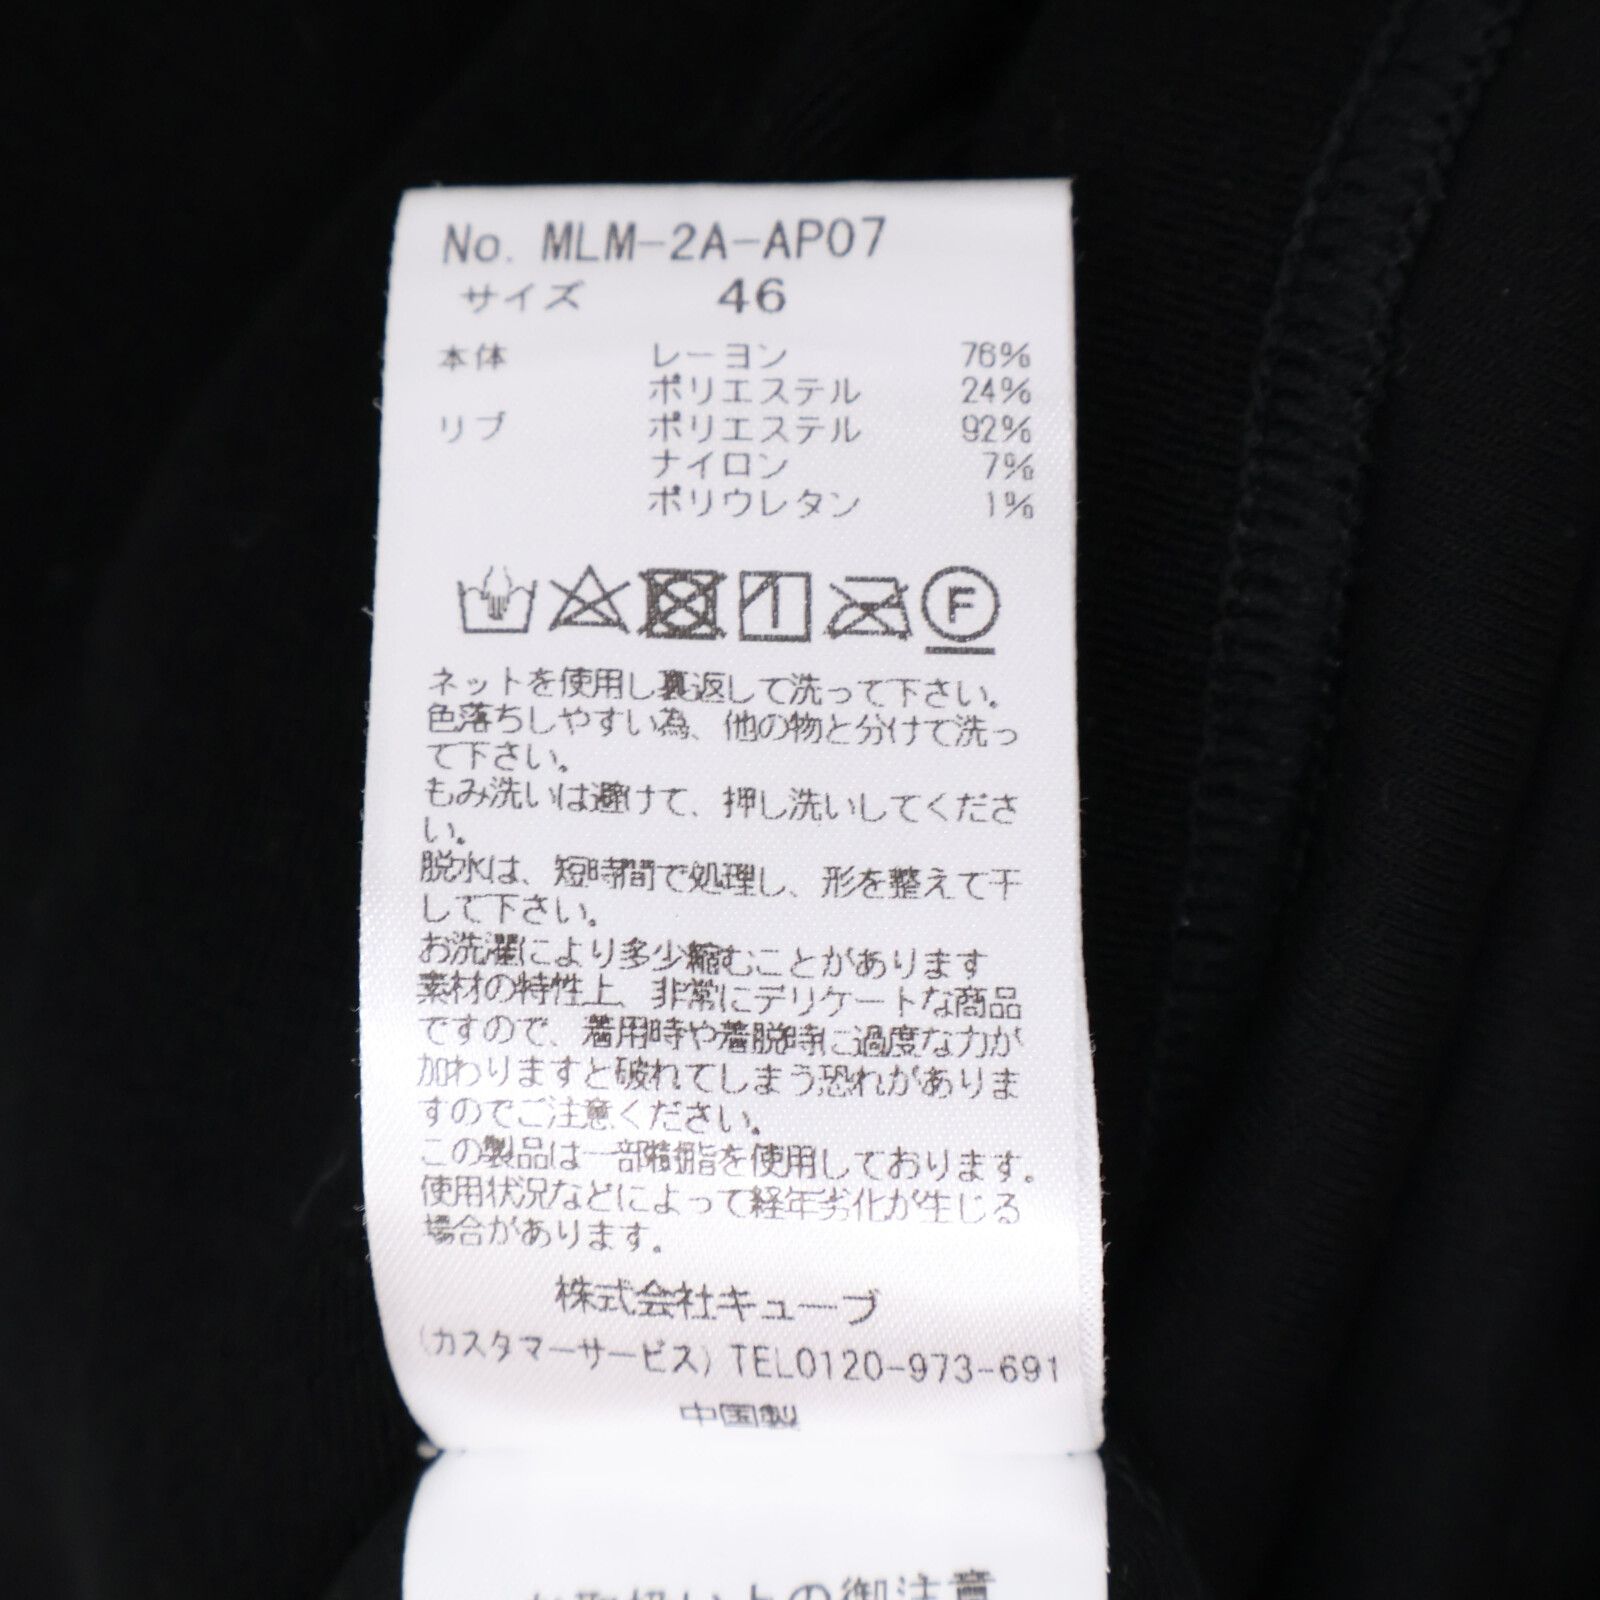 No. MLM-2A-AP07
サイズ 46
本体 レーヨン 76%
ポリエステル 24%
リブ ポリエステル 92%
ナイロン 7%
ポリウレタン 1%
F
ネットを使用し裏返して洗って下さい。
色落ちしやすい為、他の物と分けて洗っ
て下さい。
もみ洗いは避けて、押し洗いしてくださ
い。
脱水は、短時間で処理し、形を整えて干
して下さい。
お洗濯により多少縮むことがあります
素材の特性上、非常にデリケートな商品
ですので、着用時や着脱時に過度な力が
加わりますと破れてしまう恐れがありま
すのでご注意ください。
この製品は一部樹脂を使用しております。
使用状況などによって経年劣化が生じる
場合があります。
株式会社キューブ
(カスタマーサービス)TEL0120-973-691
中国製
お取扱い上の御注意